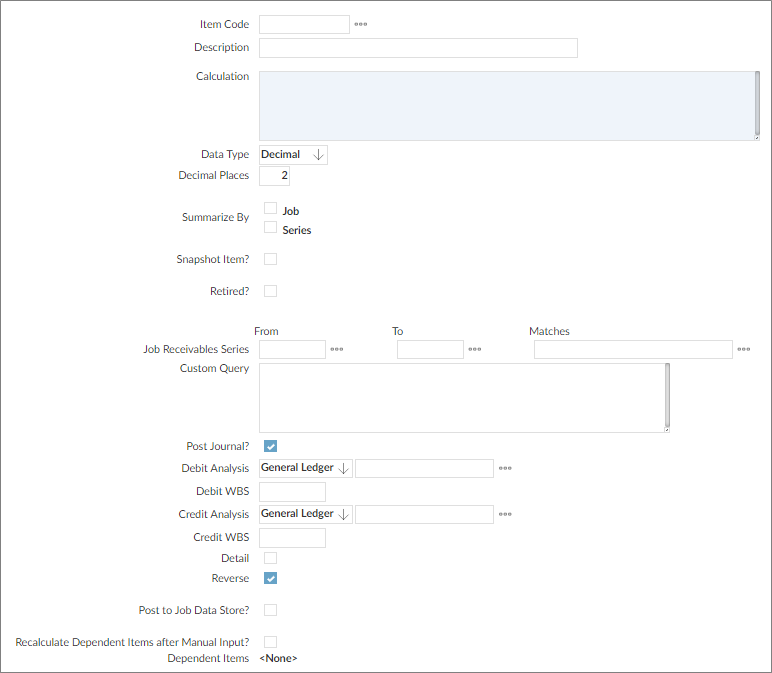 Item Code
Description
Calculation
Data Type Decimal
Decimal Places 2
Summarize By
Job
Series
Snapshot Item?
Retired?
From To Matches
Job Receivables Series
Custom Query
Post Journal?
Debit Analysis General Ledger
Debit WBS
Credit Analysis General Ledger
Credit WBS
Detail
Reverse
Post to Job Data Store?
Recalculate Dependent Items after Manual Input?
Dependent Items <None>